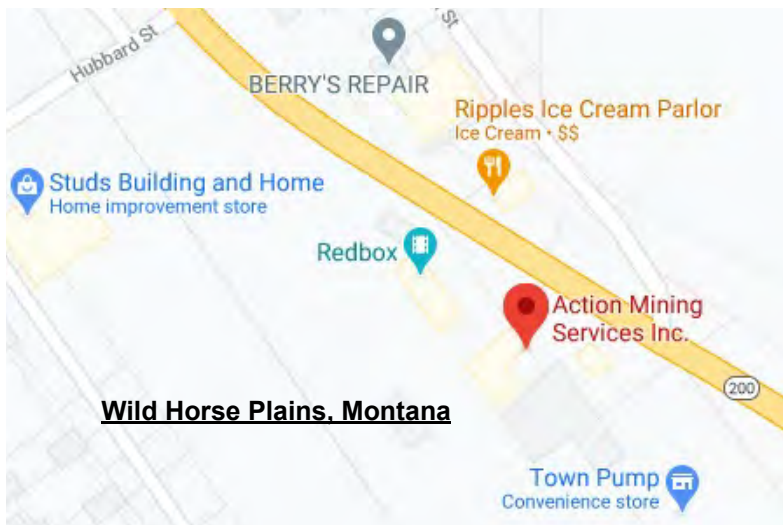 St
Hubbard St
BERRY'S REPAIR
Ripples Ice Cream Parlor
Ice Cream · $$
Studs Building and Home
Home improvement store
Redbox
Action Mining
Services Inc.
200
Wild Horse Plains, Montana
Town Pump
Convenience store